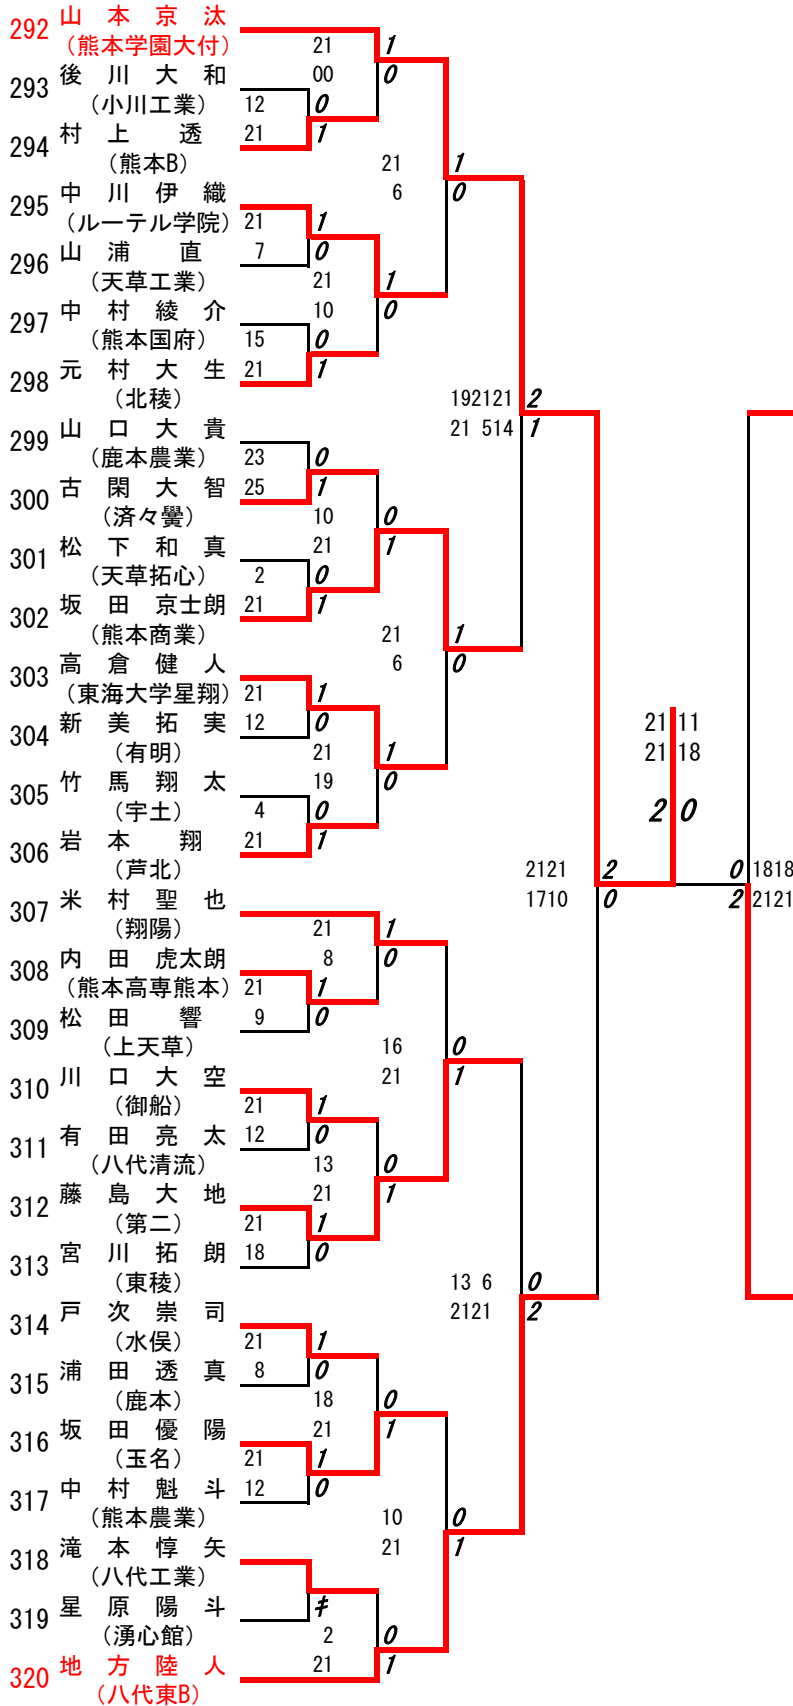 292 山本京汰
(熊本学園大付)
21 1
00 0
293 後川大和
(小川工業) 12 0
294 村上透 21 1
(熊本B)
21 1
6 0
295 中川伊織
(ルーテル学院) 21 1
296 山浦直 7 0
(天草工業)
21 1
10 0
297 中村綾介
(熊本国府) 15 0
298 元村大生 21 1
(北稜)
192121 2
21 514 1
299 山口大貴
(鹿本農業) 23 0
300 古閑大智 25 1
(済々黌)
10 0
21 1
301 松下和真
(天草拓心) 2 0
302 坂田京士朗 21 1
(熊本商業)
21 1
6 0
303 高倉健人
(東海大学星翔) 21 1
304 新美拓実 12 0
(有明)
21 1
19 0
305 竹馬翔太
(宇土) 4 0
306 岩本翔 21 1
(芦北)
21 11
21 18
2 0
2121 2
1710 0
0 1818
2 2121
307 米村聖也
(翔陽)
21 1
8 0
308 内田虎太朗
(熊本高専熊本) 21 1
309 松田響 9 0
(上天草)
16 0
21 1
310 川口大空
(御船) 21 1
311 有田亮太 12 0
(八代清流)
13 0
21 1
312 藤島大地
(第二) 21 1
313 宮川拓朗 18 0
(東稜)
13 6 0
2121 2
314 戸次崇司
(水俣) 21 1
315 浦田透真 8 0
(鹿本)
18 0
21 1
316 坂田優陽
(玉名) 21 1
317 中村魁斗 12 0
(熊本農業)
10 0
21 1
318 滝本惇矢
(八代工業)
319 星原陽斗 キ
(湧心館)
2 0
21 1
320 地方陸人
(八代東B)